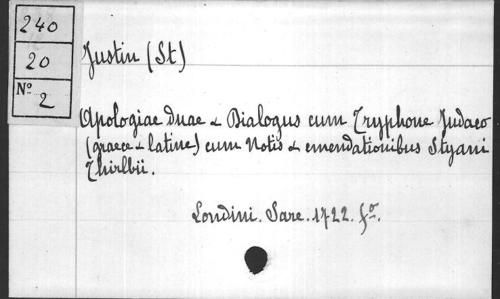 240
20
Nº 2
Justin (St)
Apologiae Duae & Dialogus cum Tryphone Judaeo
(graece & latine) cum Notis & emendationibus Styani
Thirlbii.
Londini. Sare. 1722. fº.